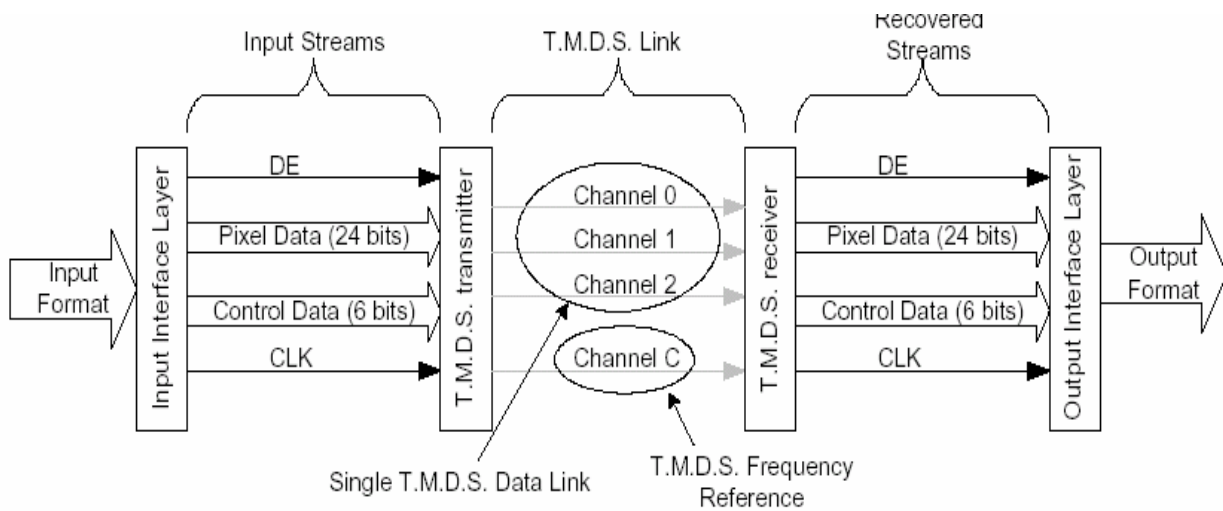 Input Streams
T.M.D.S. Link
Recovered
Streams
Input
Format
Input Interface Layer
DE
Pixel Data (24 bits)
Control Data (6 bits)
CLK
T.M.D.S. transmitter
Channel 0
Channel 1
Channel 2
Channel C
T.M.D.S. receiver
DE
Pixel Data (24 bits)
Control Data (6 bits)
CLK
Output Interface Layer
Output
Format
Single T.M.D.S. Data Link
T.M.D.S. Frequency
Reference